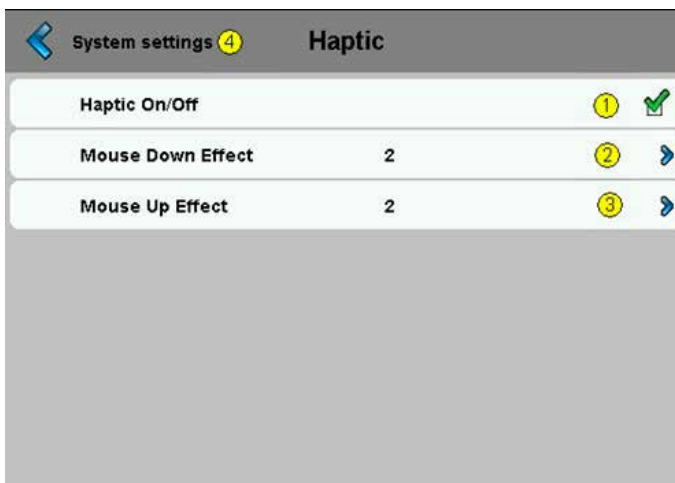 System settings 4 Haptic
Haptic On/Off 1
Mouse Down Effect 2 2
Mouse Up Effect 2 3